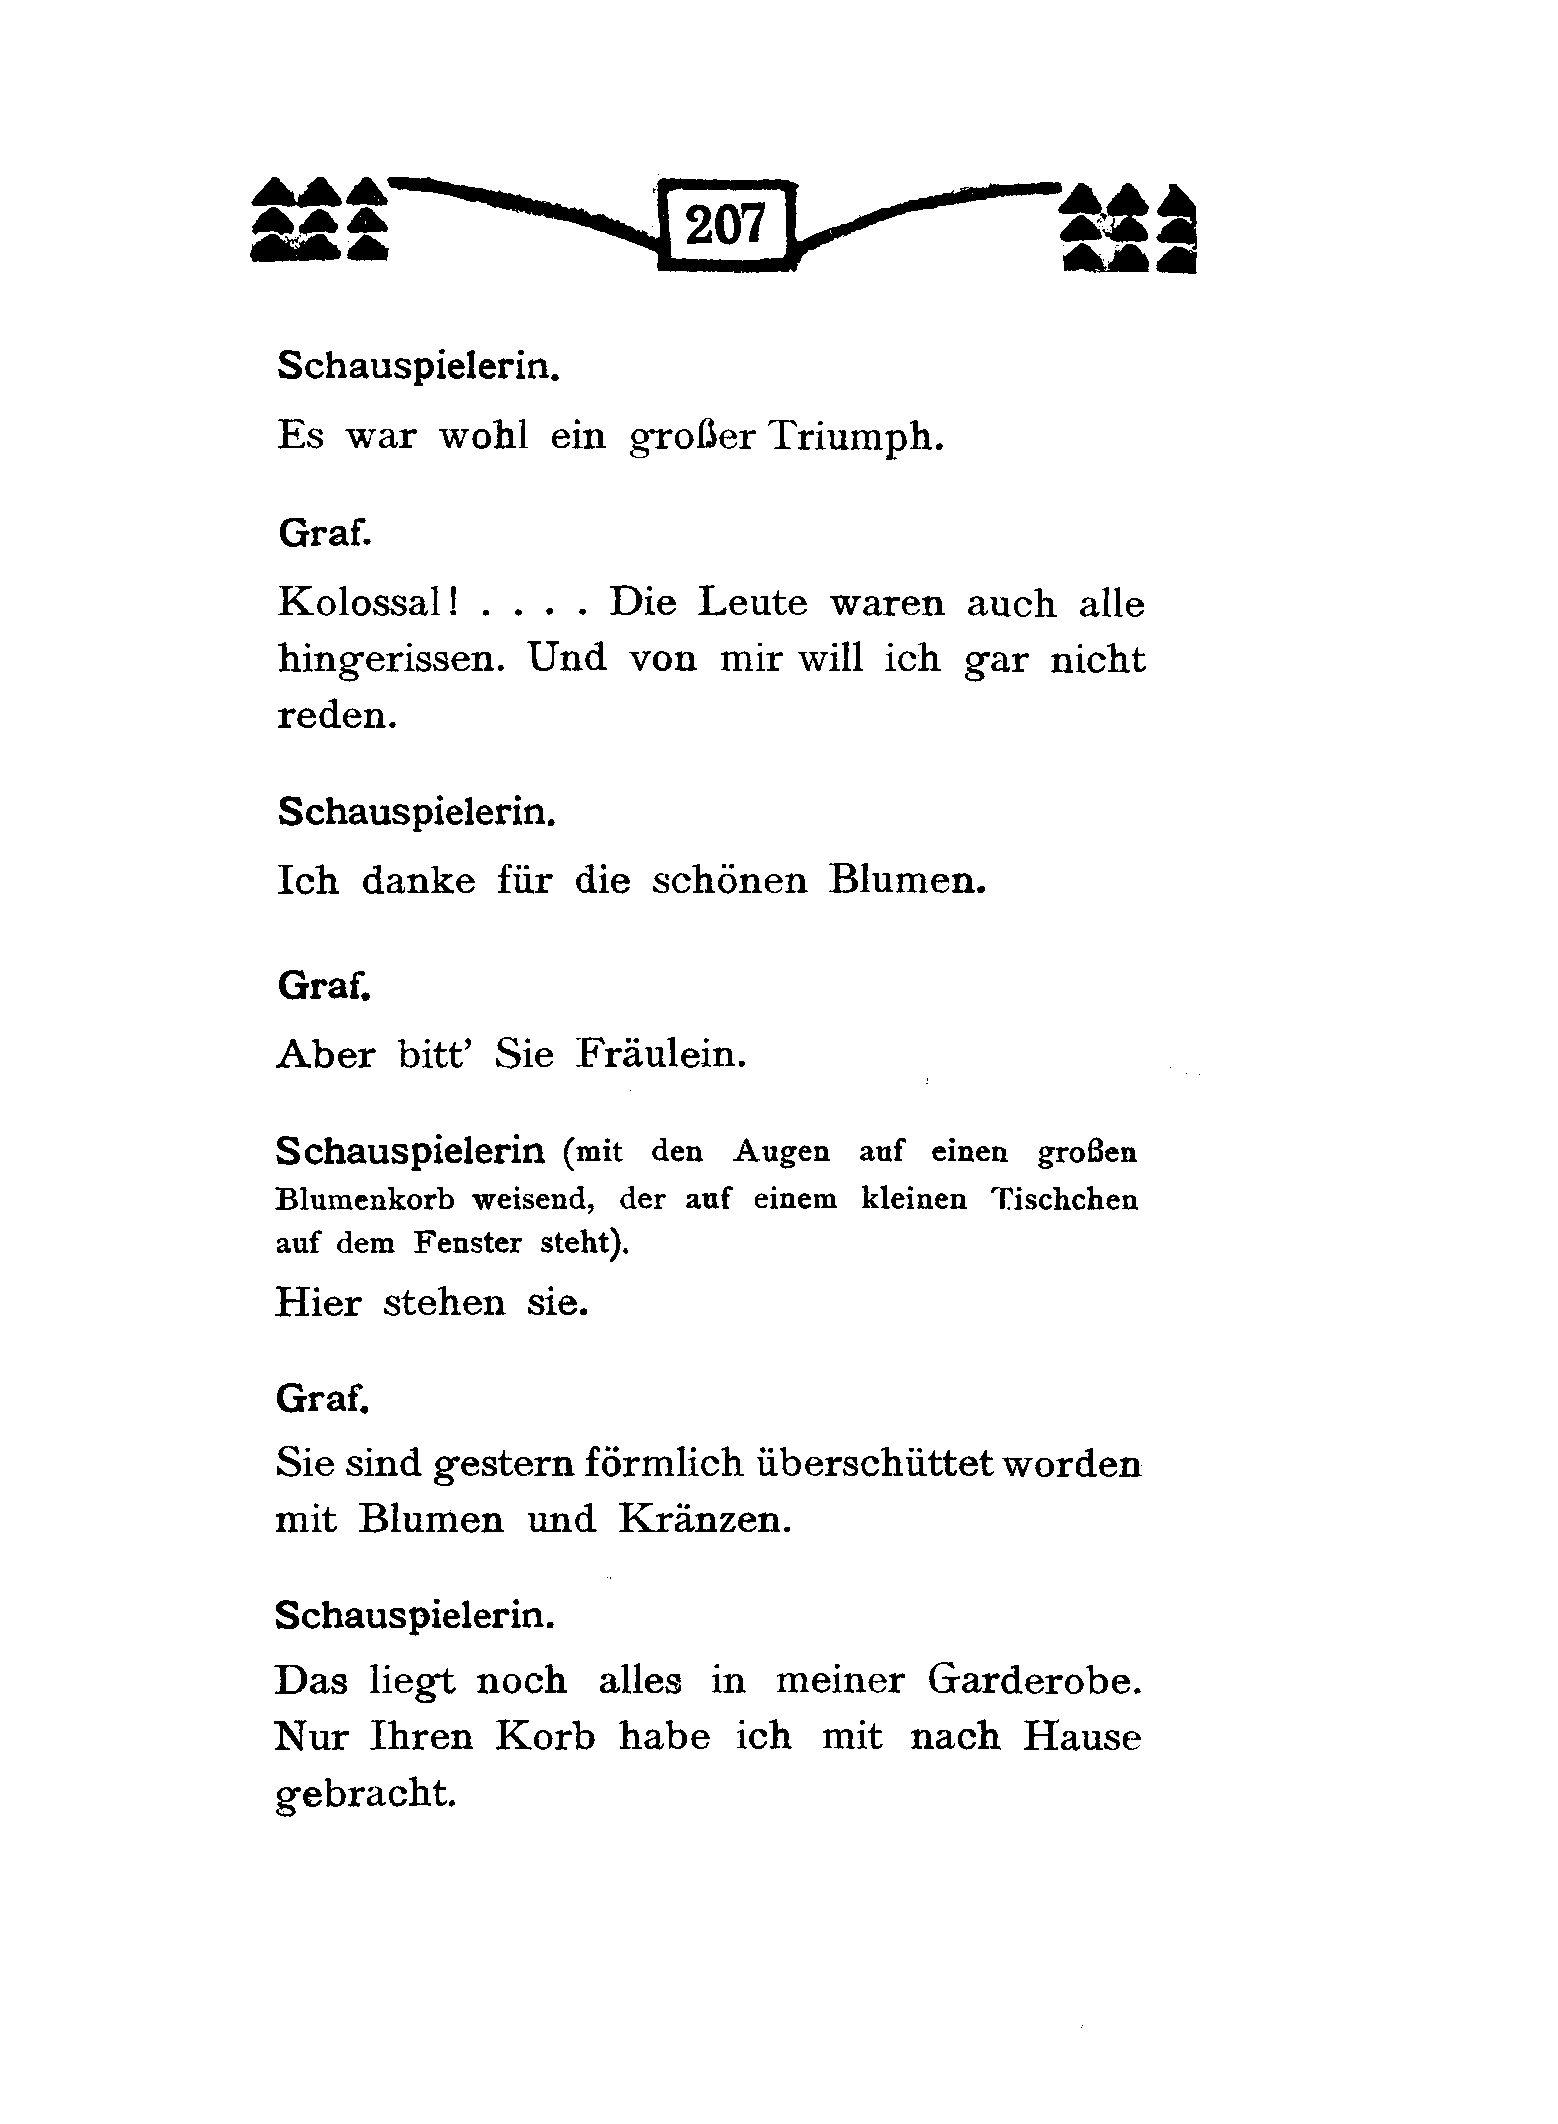 207
Schauspielerin.
Es war wohl ein großer Triumph.
Graf.
Kolossal! . . . . Die Leute waren auch alle
hingerissen. Und von mir will ich gar nicht
reden.
Schauspielerin.
Ich danke für die schönen Blumen.
Graf.
Aber bitt’ Sie Fräulein.
Schauspielerin (mit den Augen auf einen großen
Blumenkorb weisend, der auf einem kleinen Tischchen
auf dem Fenster steht).
Hier stehen sie.
Graf.
Sie sind gestern förmlich überschüttet worden
mit Blumen und Kränzen.
Schauspielerin.
Das liegt noch alles in meiner Garderobe.
Nur Ihren Korb habe ich mit nach Hause
gebracht.